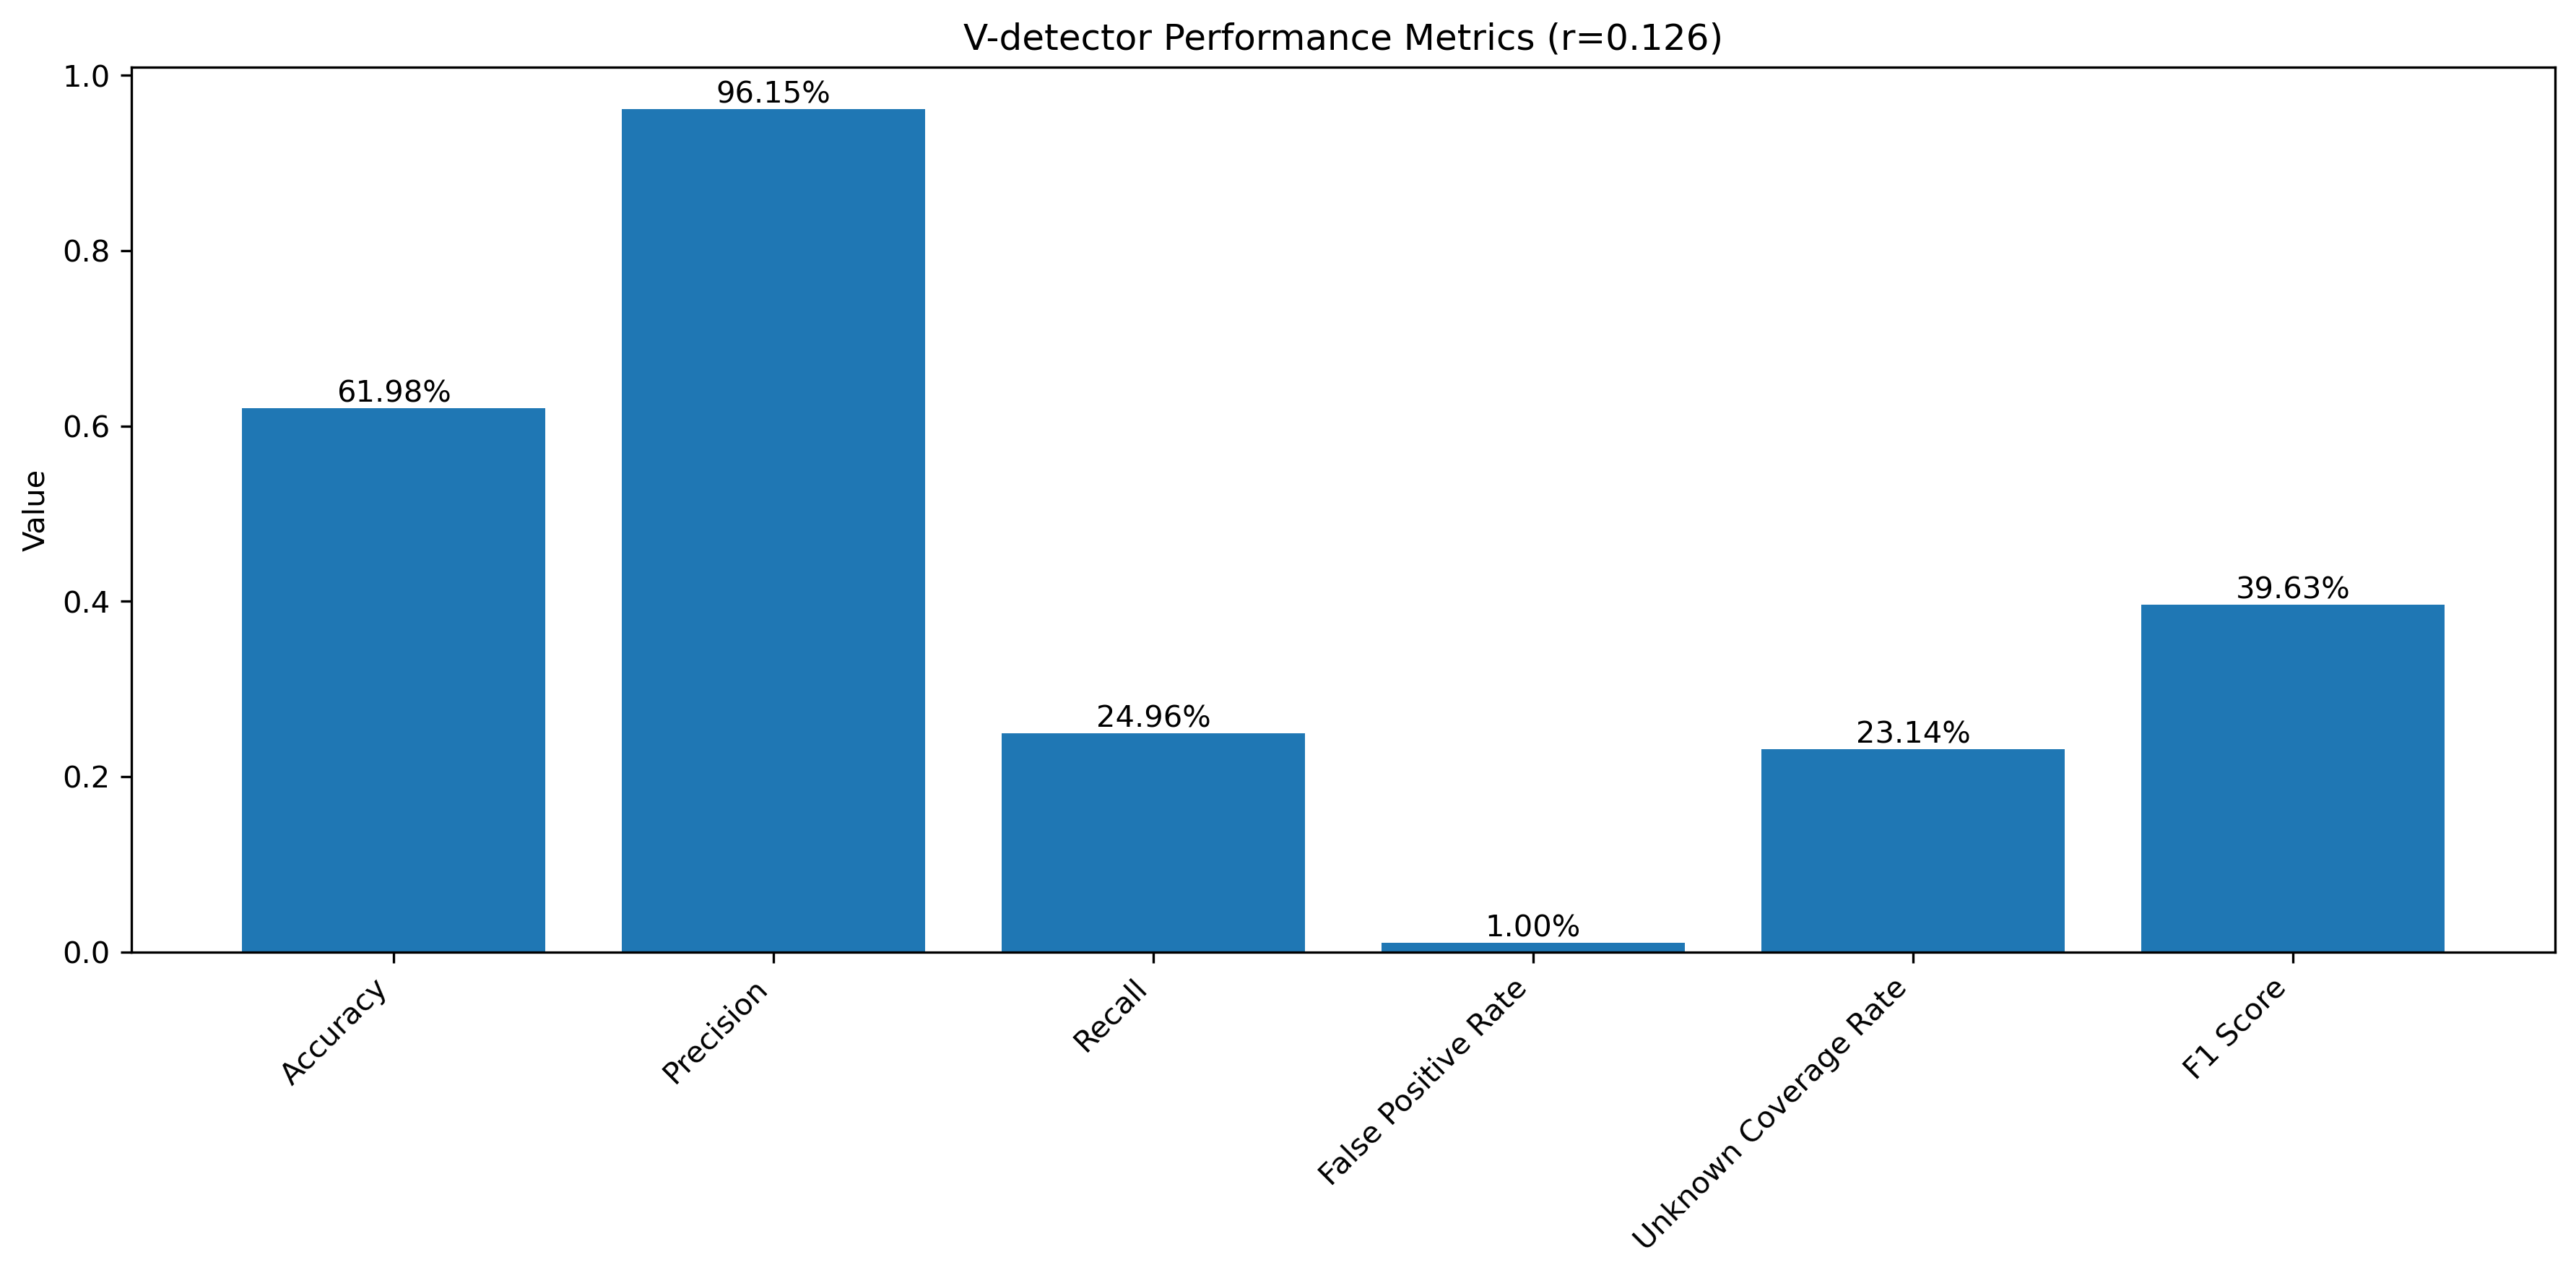 V-detector Performance Metrics (r=0.126)
Value
1.0
0.8
0.6
0.4
0.2
0.0
61.98%
96.15%
24.96%
1.00%
23.14%
39.63%
Accuracy
Precision
Recall
False Positive Rate
Unknown Coverage Rate
F1 Score